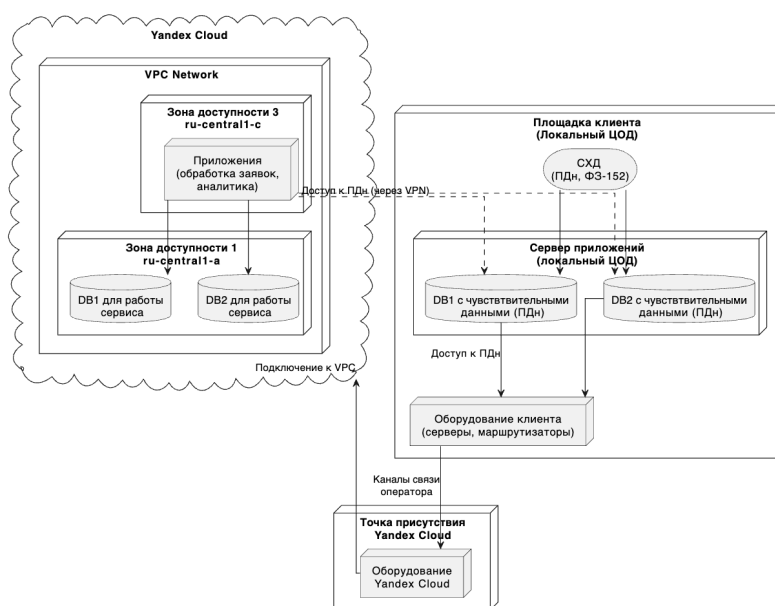 Yandex Cloud
VPC Network
Зона доступности 3
ru-central1-c
Приложения
(обработка заявок,
аналитика)
Доступ к ПДн (через VPN)
Зона доступности 1
ru-central1-a
DB1 для работы
сервиса
DB2 для работы
сервиса
Площадка клиента
(Локальный ЦОД)
СХД
(ПДн, ФЗ-152)
Сервер приложений
(локальный ЦОД)
DB1 с чувствтвительными
данными (ПДн)
DB2 с чувствтвительными
данными (ПДн)
Доступ к ПДн
Подключение к VPC
Оборудование клиента
(серверы, маршрутизаторы)
Каналы связи
оператора
Точка присутствия
Yandex Cloud
Оборудование
Yandex Cloud